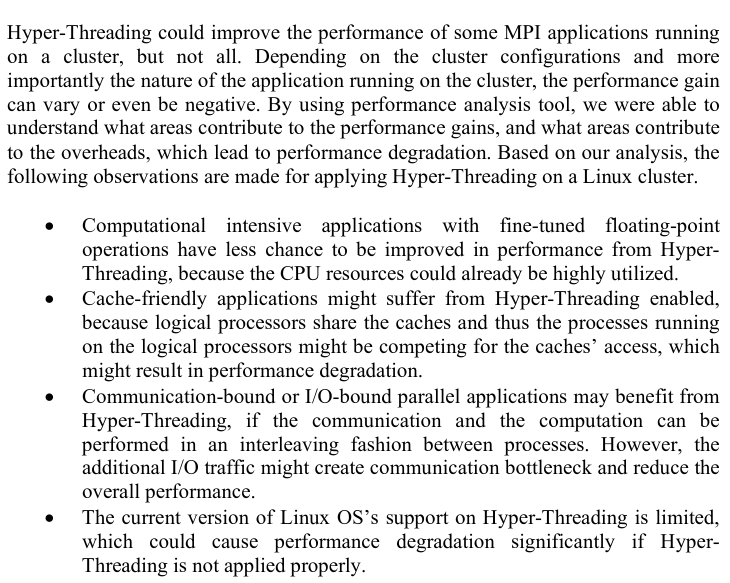 Hyper-Threading could improve the performance of some MPI applications running
on a cluster, but not all. Depending on the cluster configurations and more
importantly the nature of the application running on the cluster, the performance gain
can vary or even be negative. By using performance analysis tool, we were able to
understand what areas contribute to the performance gains, and what areas contribute
to the overheads, which lead to performance degradation. Based on our analysis, the
following observations are made for applying Hyper-Threading on a Linux cluster.
• Computational intensive applications with fine-tuned floating-point
operations have less chance to be improved in performance from Hyper-
Threading, because the CPU resources could already be highly utilized.
• Cache-friendly applications might suffer from Hyper-Threading enabled,
because logical processors share the caches and thus the processes running
on the logical processors might be competing for the caches’ access, which
might result in performance degradation.
• Communication-bound or I/O-bound parallel applications may benefit from
Hyper-Threading, if the communication and the computation can be
performed in an interleaving fashion between processes. However, the
additional I/O traffic might create communication bottleneck and reduce the
overall performance.
• The current version of Linux OS’s support on Hyper-Threading is limited,
which could cause performance degradation significantly if Hyper-
Threading is not applied properly.